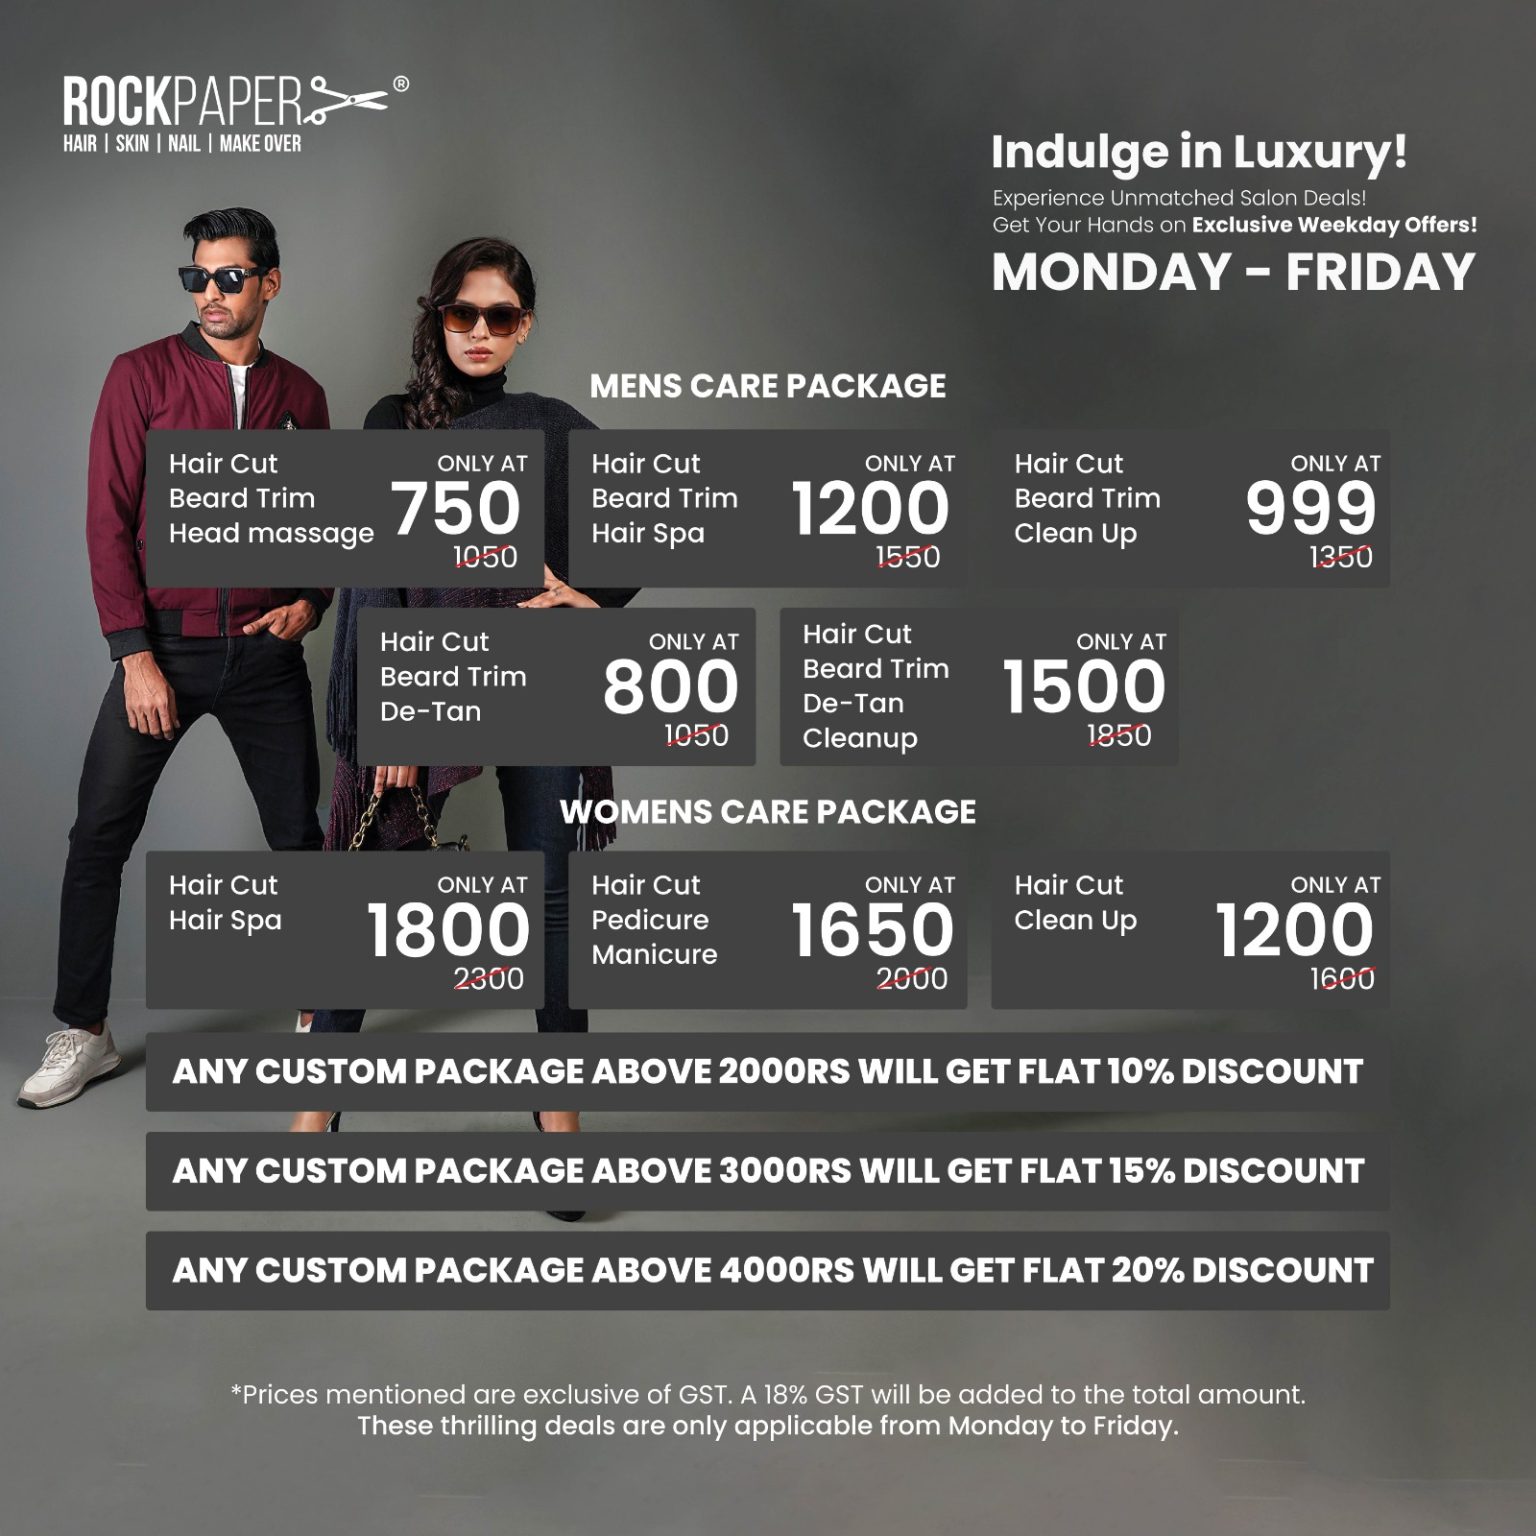 ROCKPAPER ®
HAIR | SKIN | NAIL | MAKE OVER
Indulge in Luxury!
Experience Unmatched Salon Deals!
Get Your Hands on Exclusive Weekday Offers!
MONDAY - FRIDAY
MENS CARE PACKAGE
Hair Cut
Beard Trim
Head massage
ONLY AT
750
1050
Hair Cut
Beard Trim
Hair Spa
ONLY AT
1200
1550
Hair Cut
Beard Trim
Clean Up
ONLY AT
999
1350
Hair Cut
Beard Trim
De-Tan
ONLY AT
800
1050
Hair Cut
Beard Trim
De-Tan
Cleanup
ONLY AT
1500
1850
WOMENS CARE PACKAGE
Hair Cut
Hair Spa
ONLY AT
1800
2300
Hair Cut
Pedicure
Manicure
ONLY AT
1650
2000
Hair Cut
Clean Up
ONLY AT
1200
1600
ANY CUSTOM PACKAGE ABOVE 2000RS WILL GET FLAT 10% DISCOUNT
ANY CUSTOM PACKAGE ABOVE 3000RS WILL GET FLAT 15% DISCOUNT
ANY CUSTOM PACKAGE ABOVE 4000RS WILL GET FLAT 20% DISCOUNT
*Prices mentioned are exclusive of GST. A 18% GST will be added to the total amount.
These thrilling deals are only applicable from Monday to Friday.